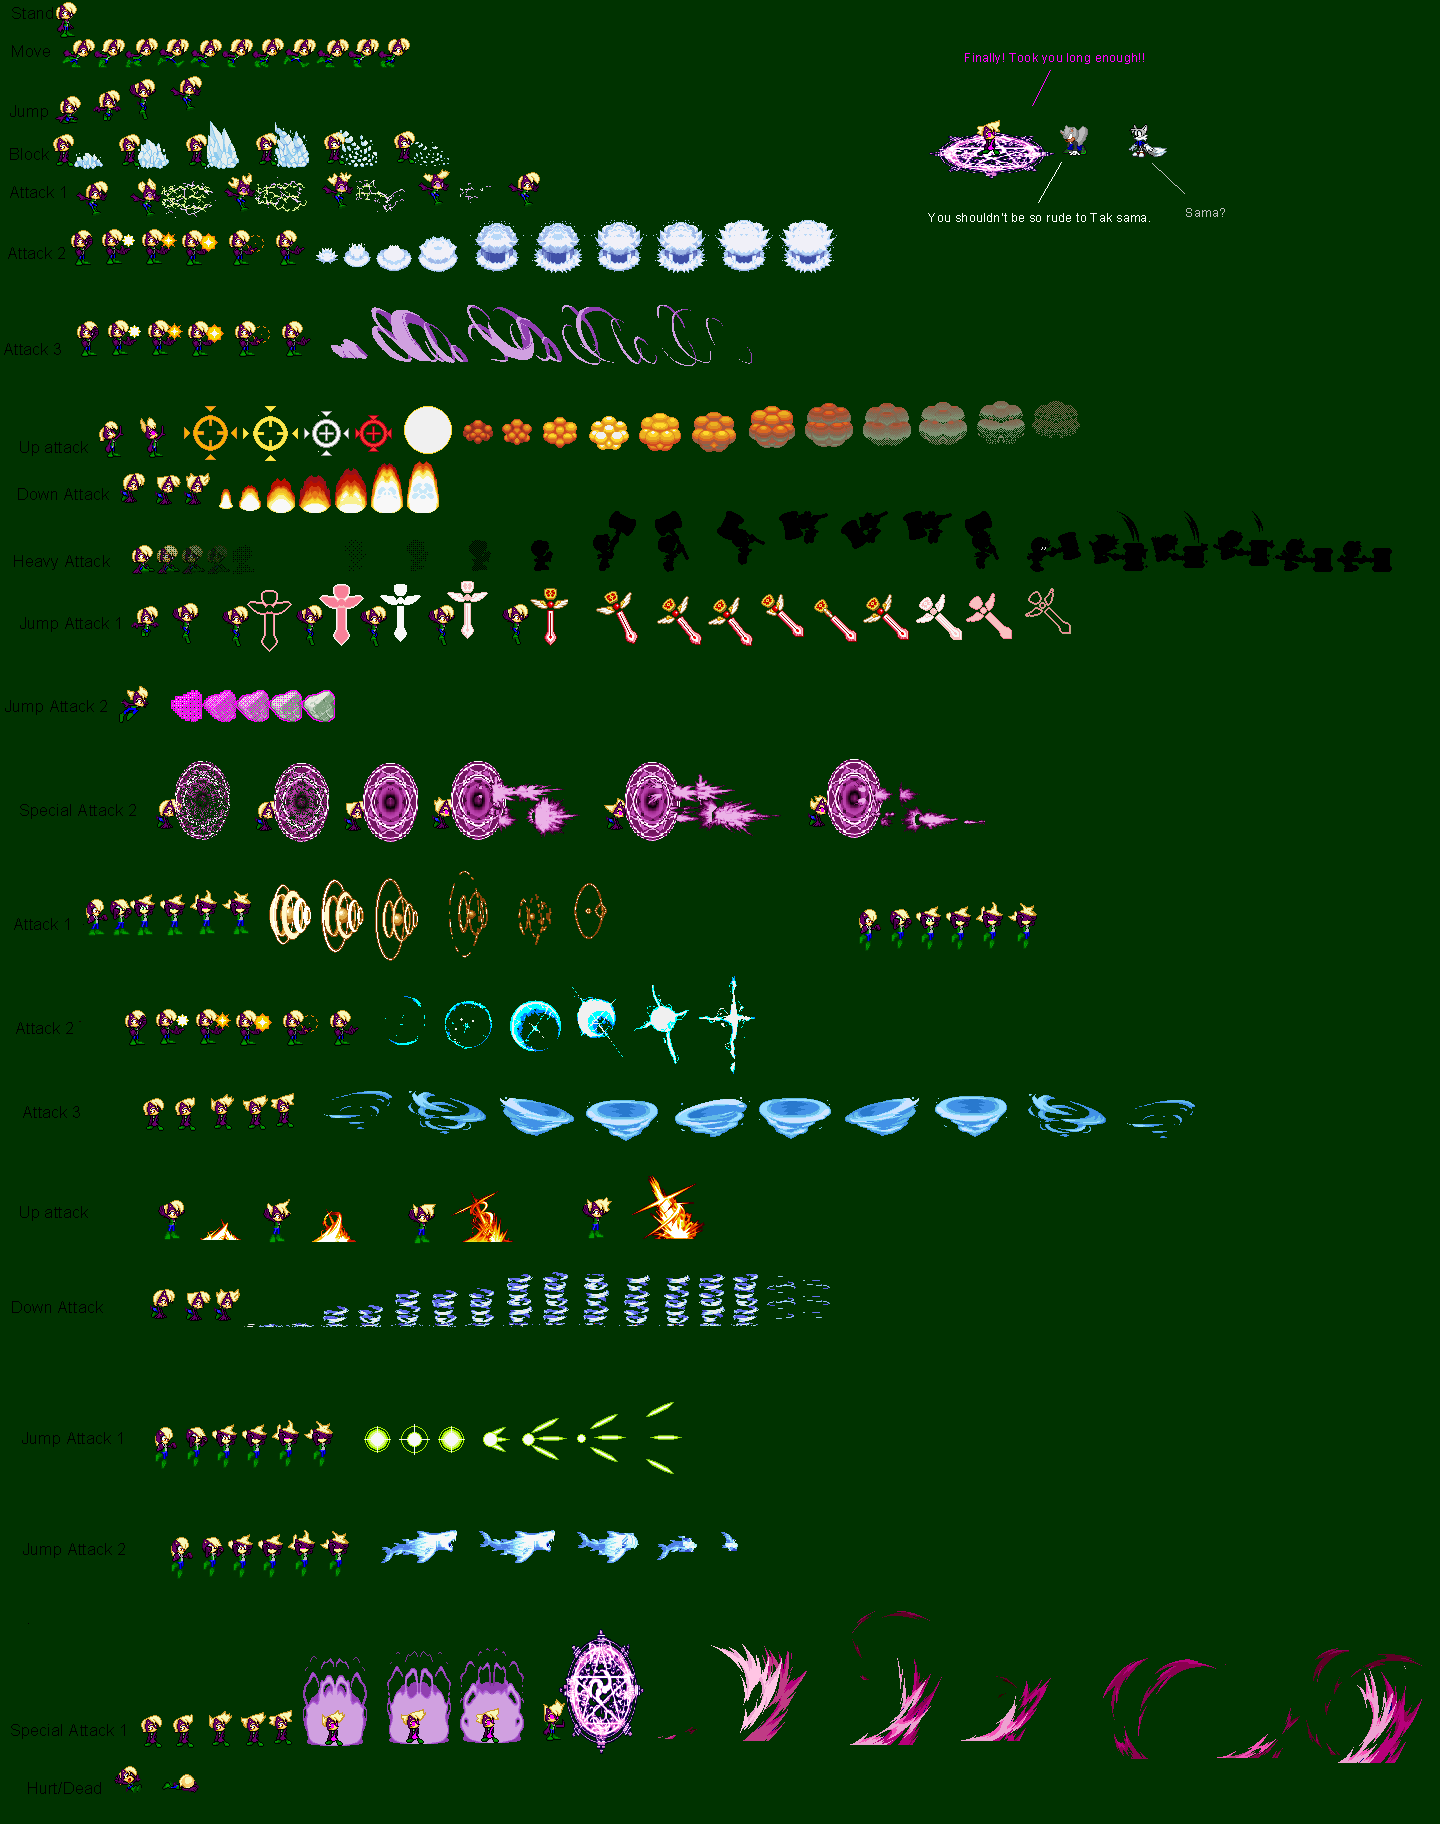 Stand
Move
Finally! Took you long enough!!
Jump
Block
Attack 1
You shouldn't be so rude to Tak sama.
Sama?
Attack 2
Attack 3
Up attack
Down Attack
Heavy Attack
Jump Attack 1
Jump Attack 2
Special Attack 2
Attack 1
Attack 2
Attack 3
Up attack
Down Attack
Jump Attack 1
Jump Attack 2
Special Attack 1
Hurt/Dead